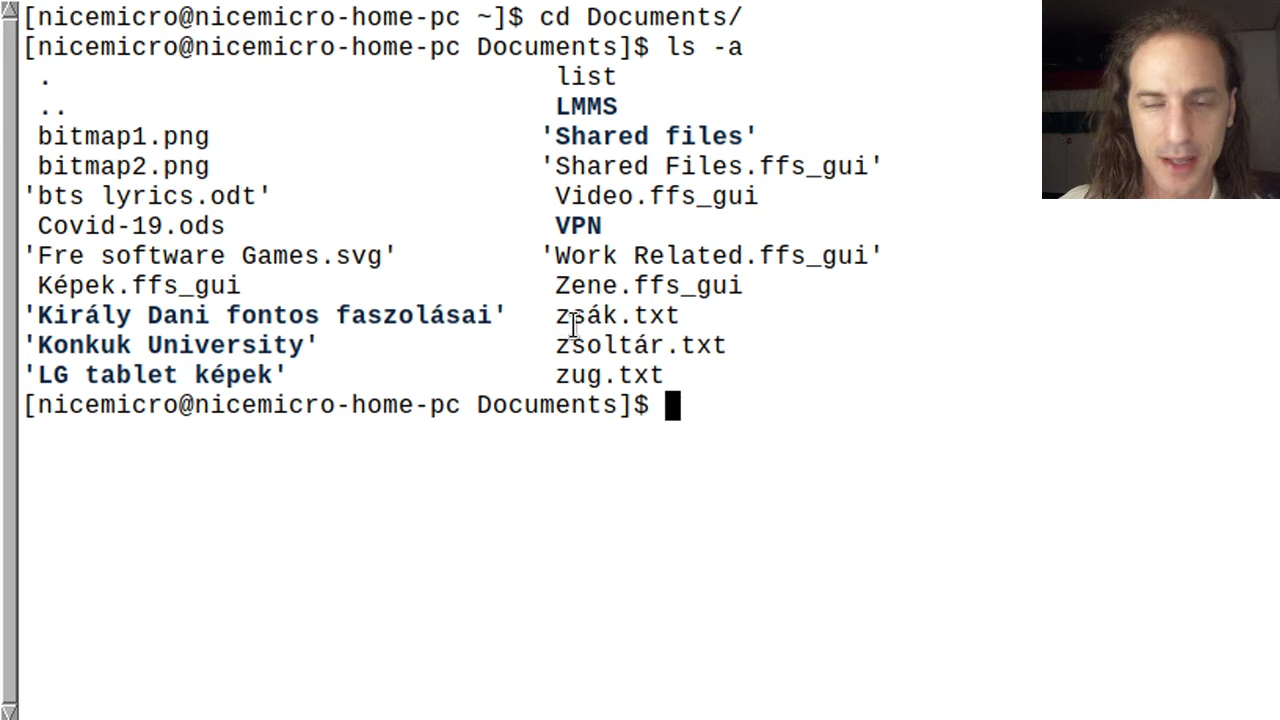 [nicemicro@nicemicro-home-pc ~]$ cd Documents/
[nicemicro@nicemicro-home-pc Documents]$ ls -a
. list
.. LMMS
bitmap1.png 'Shared files'
bitmap2.png 'Shared Files.ffs_gui'
'bts lyrics.odt' Video.ffs_gui
Covid-19.ods VPN
'Fre software Games.svg' 'Work Related.ffs_gui'
Képek.ffs_gui Zene.ffs_gui
'Király Dani fontos faszolásai' zsák.txt
'Konkuk University' zsoltár.txt
'LG tablet képek' zug.txt
[nicemicro@nicemicro-home-pc Documents]$